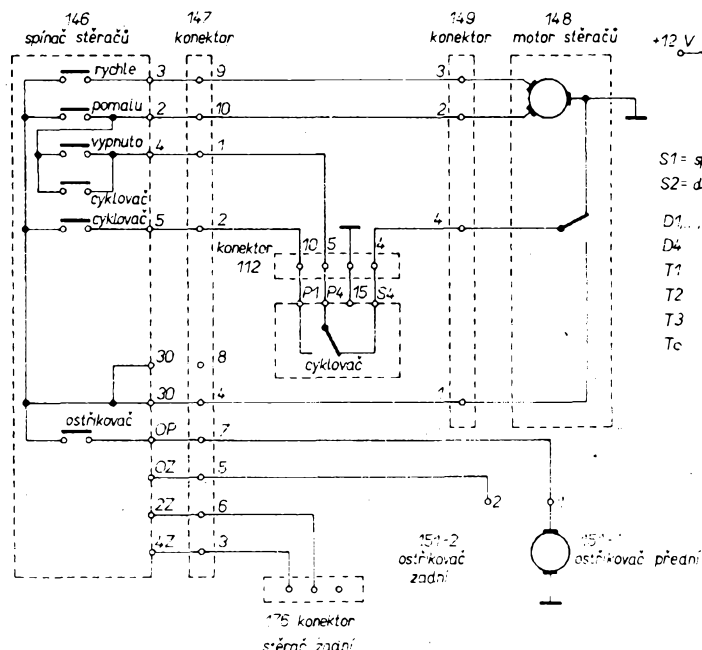 146
spínač stěračů
147
konektor
149
konektor
148
motor stěračů
+12 V
rychle 3 9 3
pomalu 2 10 2
vypnuto 4 1
cyklovač
cyklovač 5 2
konektor
112
10 5 4
4
P1 P4 15 S4
cyklovač
30 8
30 4 1
ostřikovač
OP 7
OZ 5
2Z 6
4Z 3
2
1
151-2
ostřikovač
zadní
ostřikovač přední
175 konektor
stěrač zadní
S1= sp
S2= d
D1...
D4
T1
T2
T3